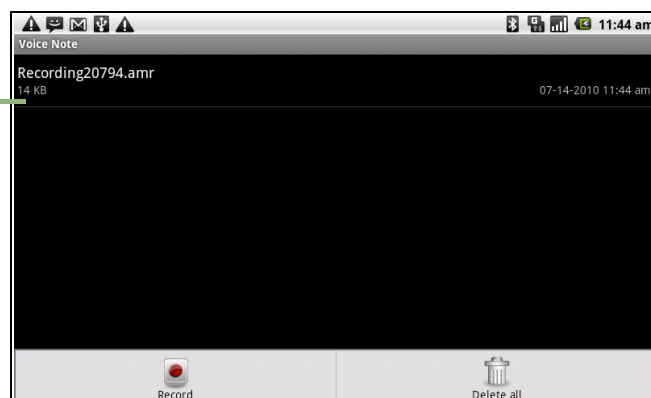 11:44 am
Voice Note
Recording20794.amr
14 KB 07-14-2010 11:44 am
Record Delete all